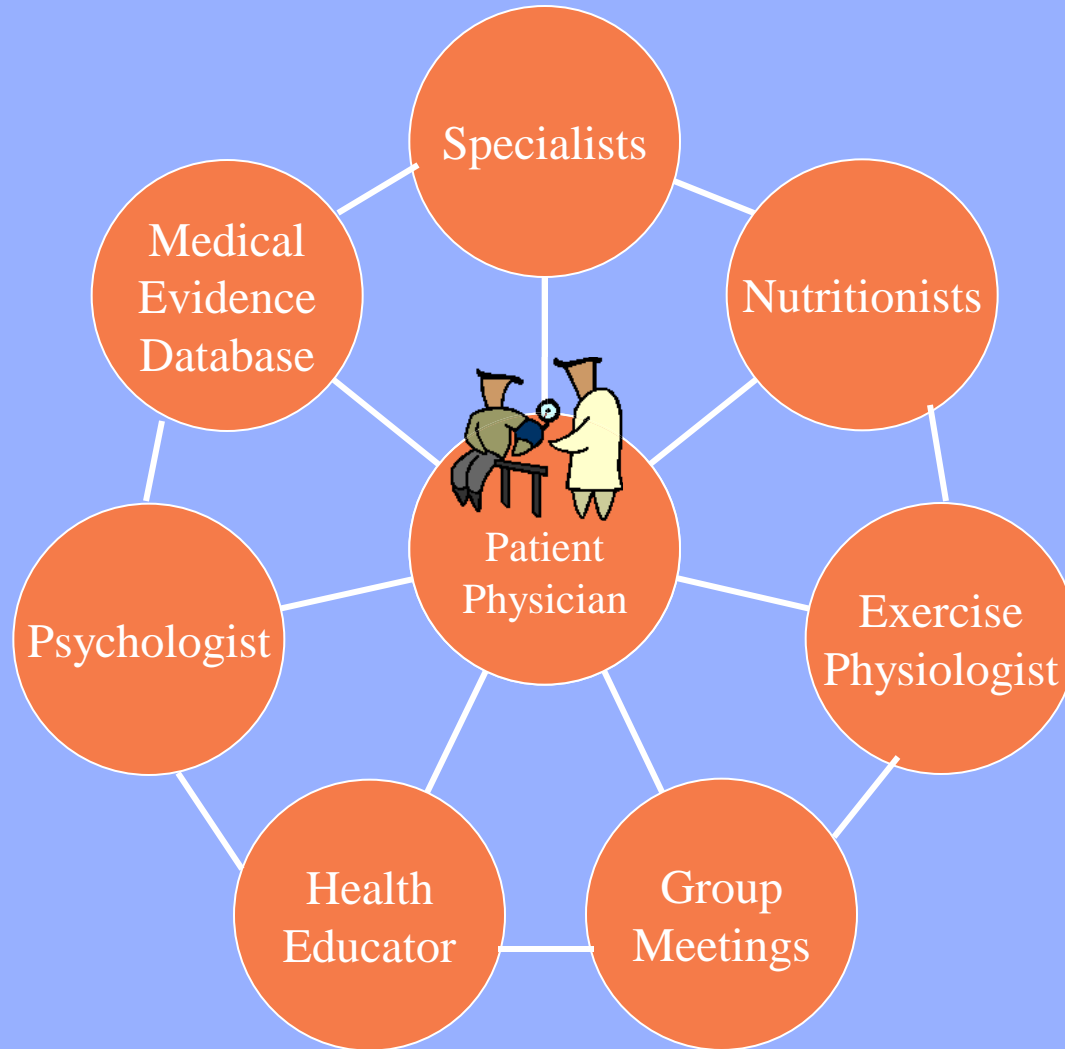 Specialists
Medical
Evidence
Database
Nutritionists
Patient
Physician
Psychologist
Exercise
Physiologist
Health
Educator
Group
Meetings